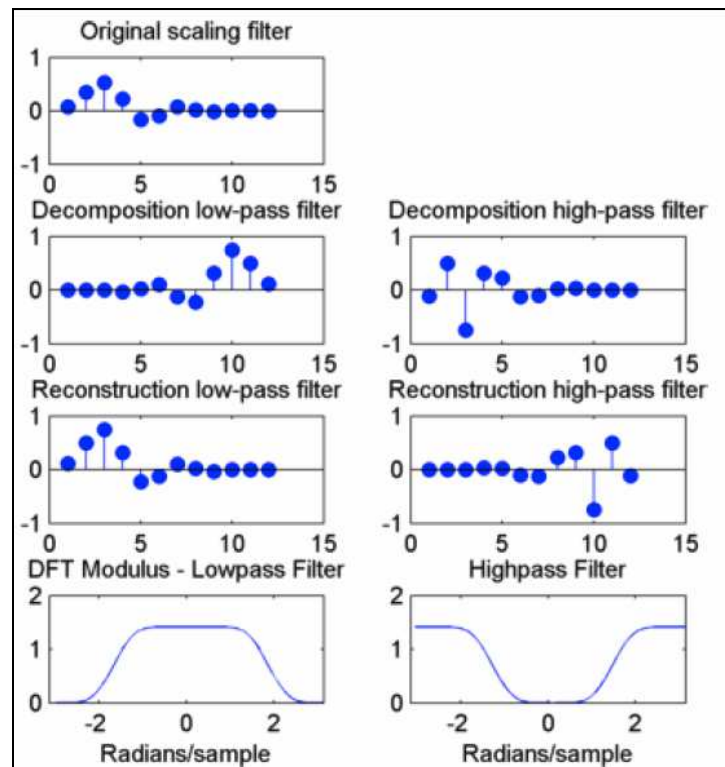 Original scaling filter
1
0
-1
0 5 10 15
Decomposition low-pass filter
1
0
-1
0 5 10 15
Decomposition high-pass filter
1
0
-1
0 5 10 15
Reconstruction low-pass filter
1
0
-1
0 5 10 15
Reconstruction high-pass filter
1
0
-1
0 5 10 15
DFT Modulus - Lowpass Filter
2
1
0
-2 0 2
Radians/sample
Highpass Filter
2
1
0
-2 0 2
Radians/sample